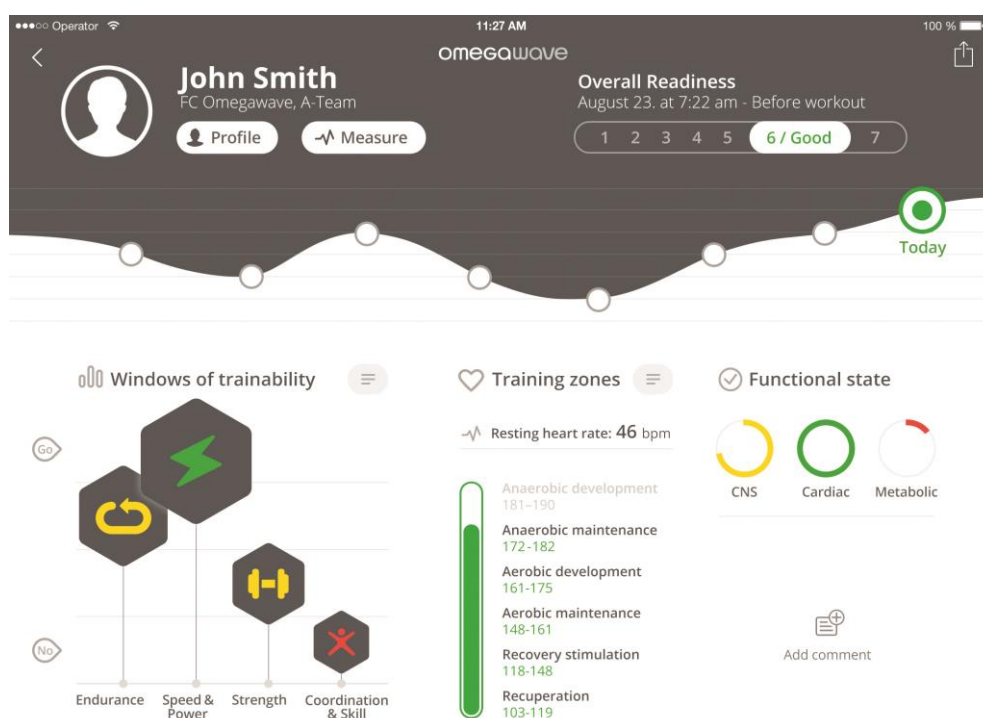 Operator
11:27 AM
100 %
omegawave
John Smith
FC Omegawave, A-Team
Profile
Measure
Overall Readiness
August 23. at 7:22 am - Before workout
1 2 3 4 5 6 / Good 7
Today
Windows of trainability
Go
No
Endurance
Speed &
Power
Strength
Coordination
& Skill
Training zones
Resting heart rate: 46 bpm
Anaerobic development
181–190
Anaerobic maintenance
172-182
Aerobic development
161-175
Aerobic maintenance
148-161
Recovery stimulation
118-148
Recuperation
103-119
Functional state
CNS
Cardiac
Metabolic
Add comment